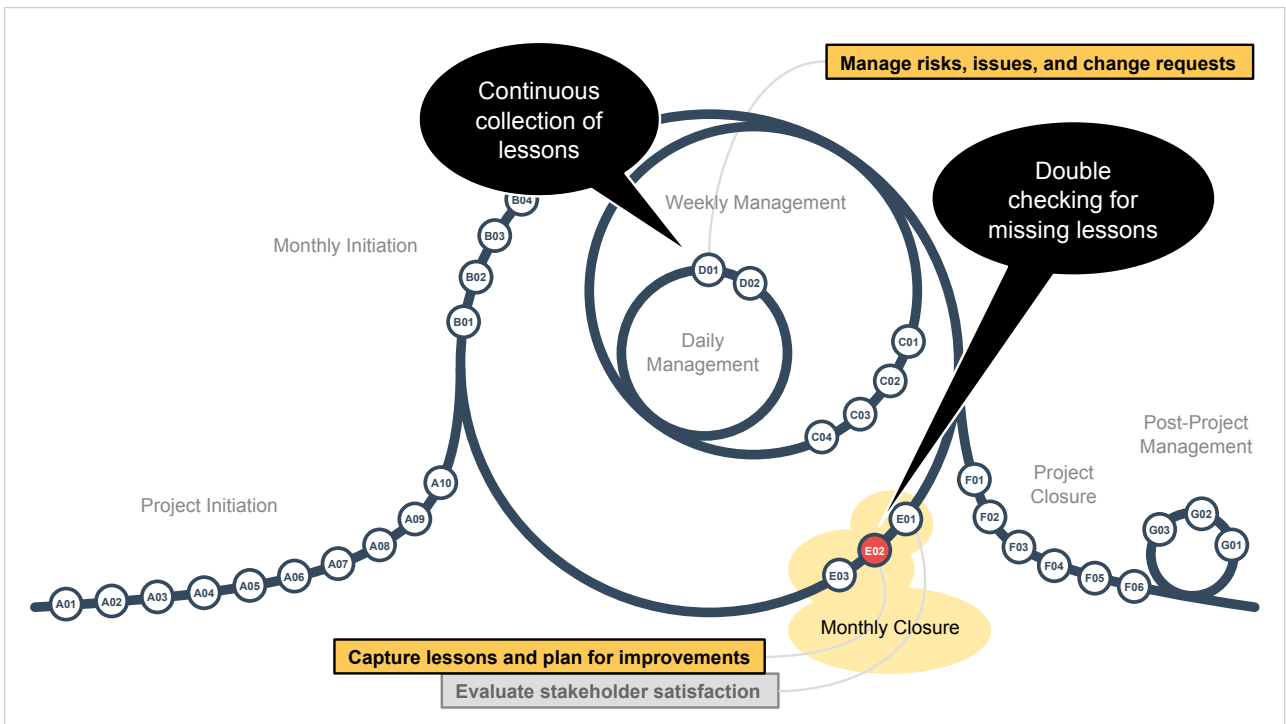 Manage risks, issues, and change requests
Continuous
collection of
lessons
Double
checking for
missing lessons
Weekly Management
Monthly Initiation
B04
B03
B02
B01
D01
D02
Daily
Management
C01
C02
C03
C04
Post-Project
Management
Project
Closure
Project Initiation
A10
A09
A08
A07
A06
A05
A04
A03
A02
A01
E01
E02
E03
F01
F02
F03
F04
F05
F06
G03
G02
G01
Monthly Closure
Capture lessons and plan for improvements
Evaluate stakeholder satisfaction